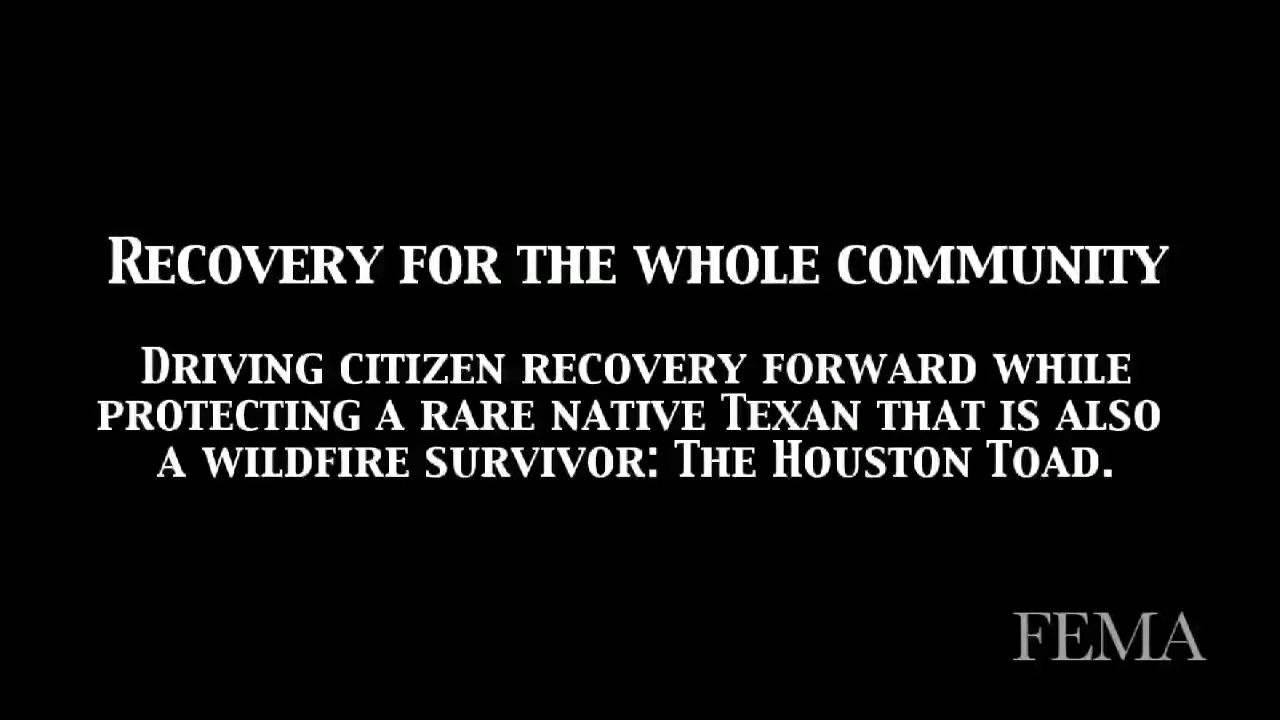 Recovery for the whole community
Driving citizen recovery forward while
protecting a rare native Texan that is also
a wildfire survivor: The Houston Toad.
FEMA